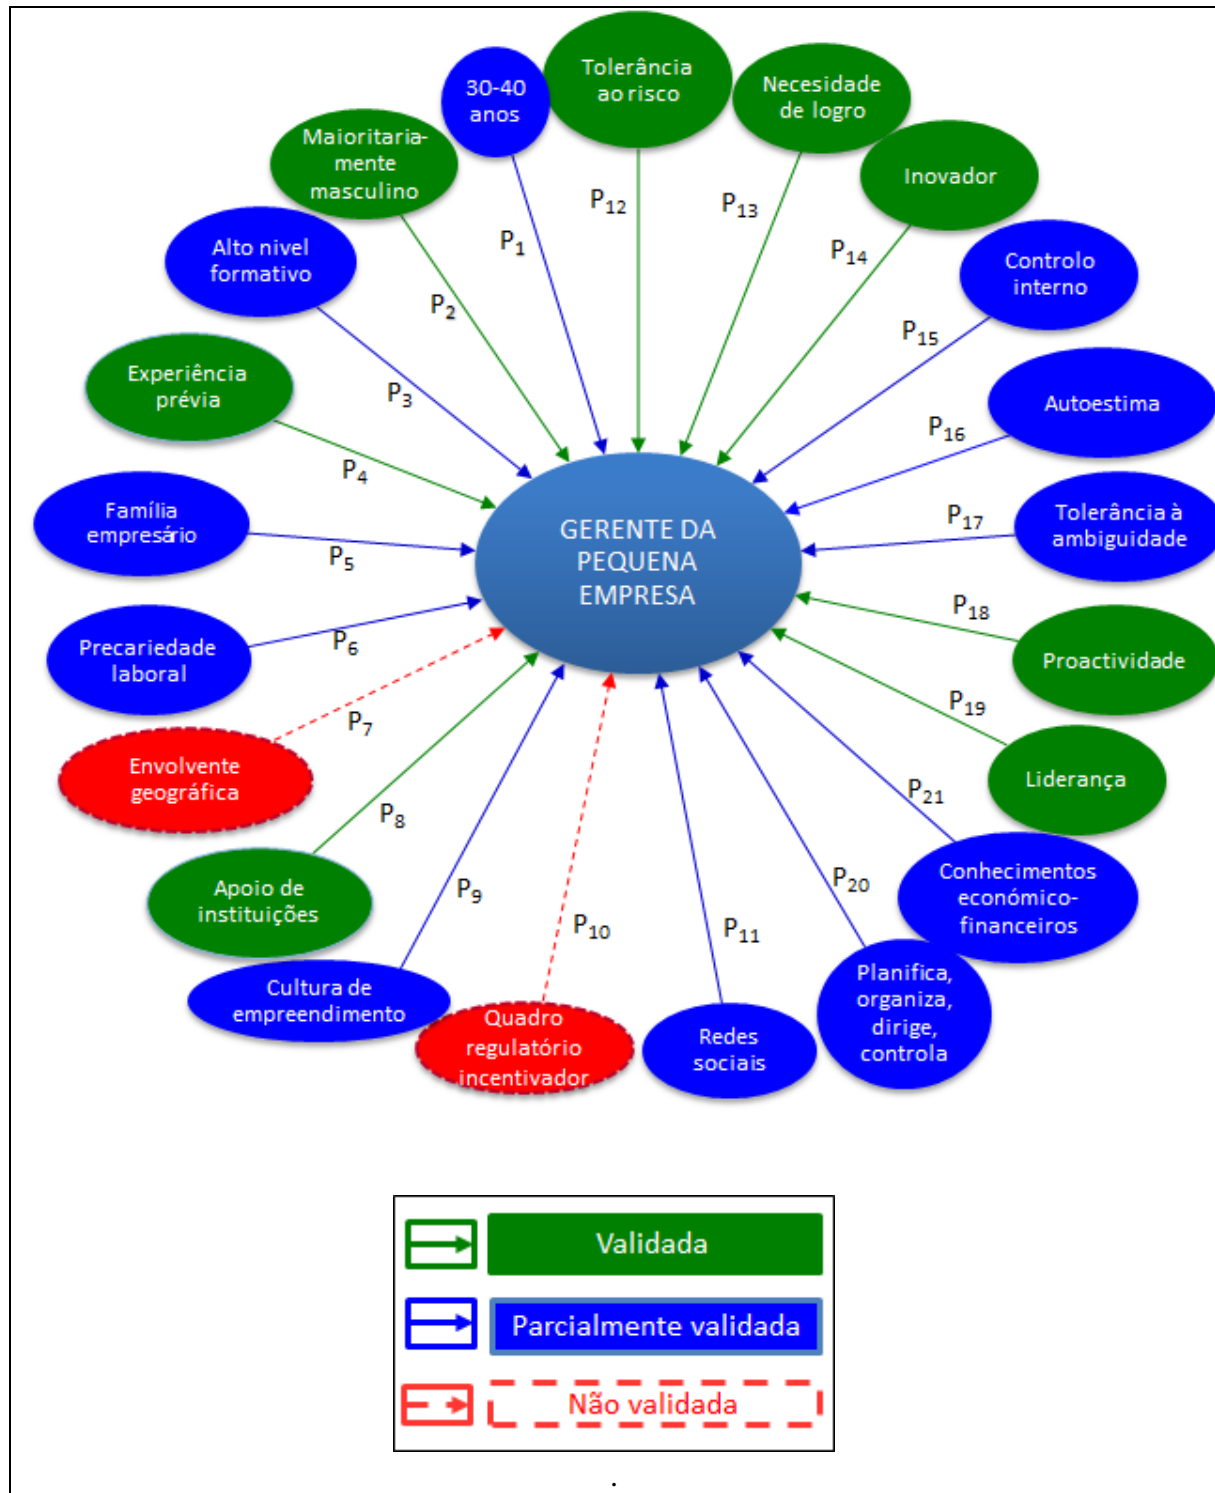 30-40
anos
Tolerância
ao risco
Necesidade
de logro
Inovador
Maioritaria-
mente
masculino
Alto nivel
formativo
Controlo
interno
Experiência
prévia
Autoestima
Família
empresário
Tolerância à
ambiguidade
Precariedade
laboral
Proactividade
Envolvente
geográfica
Liderança
Apoio de
instituições
Conhecimentos
económico-
financeiros
Cultura de
empreendimento
Quadro
regulatório
incentivador
Redes
sociais
Planifica,
organiza,
dirige,
controla
GERENTE DA
PEQUENA
EMPRESA
P1
P2
P3
P4
P5
P6
P7
P8
P9
P10
P11
P12
P13
P14
P15
P16
P17
P18
P19
P20
P21
Validada
Parcialmente validada
Não validada
.